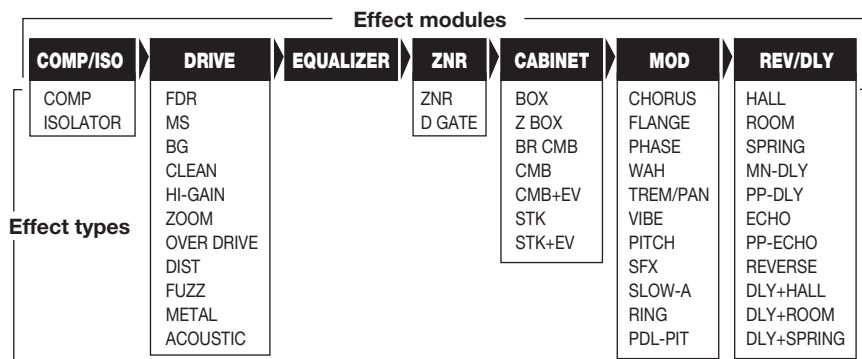 Effect modules
COMP/ISO DRIVE EQUALIZER ZNR CABINET MOD REV/DLY
COMP FDR ZNR BOX CHORUS HALL
ISOLATOR MS D GATE Z BOX FLANGE ROOM
BG BR CMB PHASE SPRING
CLEAN CMB WAH MN-DLY
HI-GAIN CMB+EV TREM/PAN PP-DLY
ZOOM STK VIBE ECHO
Effect types
OVER DRIVE STK+EV PITCH PP-ECHO
DIST SFX REVERSE
FUZZ SLOW-A DLY+HALL
METAL RING DLY+ROOM
ACOUSTIC PDL-PIT DLY+SPRING